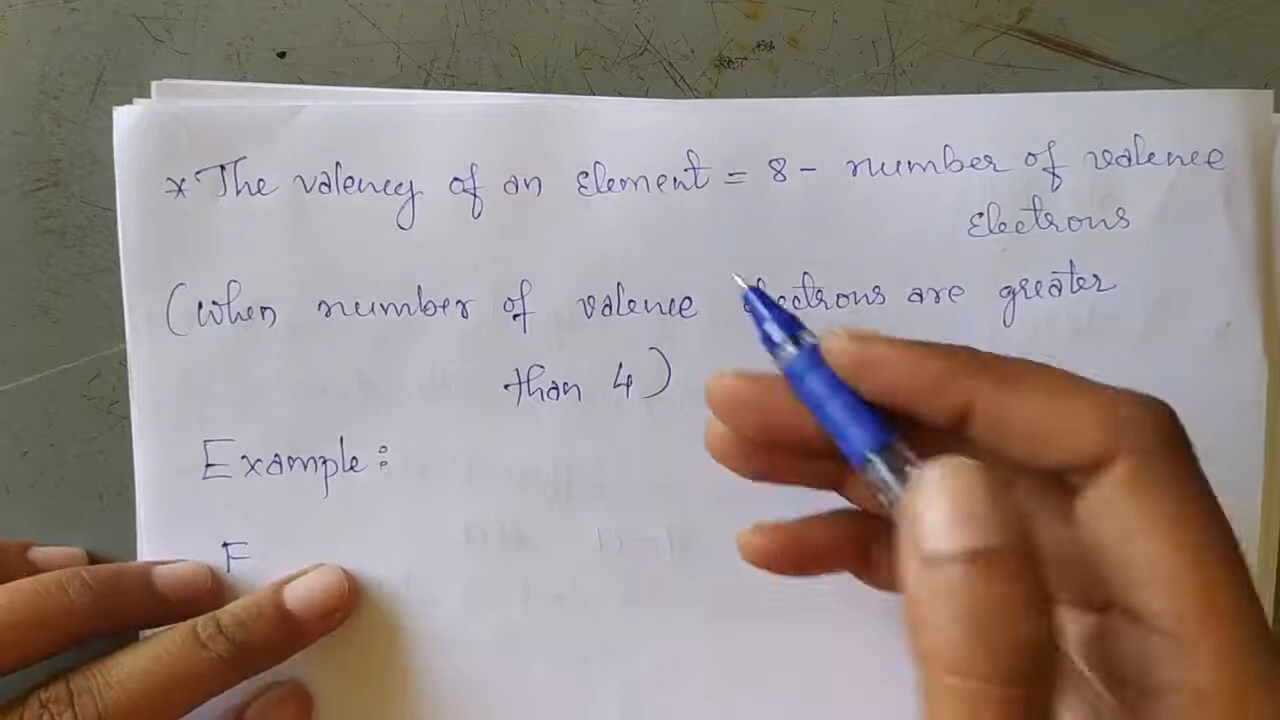 * The valency of an element = 8 - number of valence
electrons
(when number of valence electrons are greater
than 4)
Example:
F